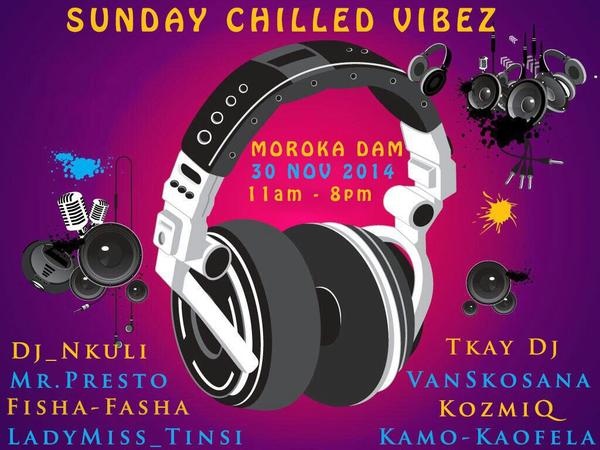 SUNDAY CHILLED VIBEZ
MOROKA DAM
30 NOV 2014
11am - 8pm
Dj_Nkuli
Mr.Presto
Fisha-Fasha
LadyMiss_Tinsi
Tkay Dj
VanSkosana
KozmiQ
Kamo-Kaofela